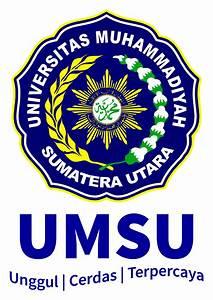 UNIVERSITAS MUHAMMADIYAH
SUMATERA UTARA
UMSU
Unggul | Cerdas | Terpercaya